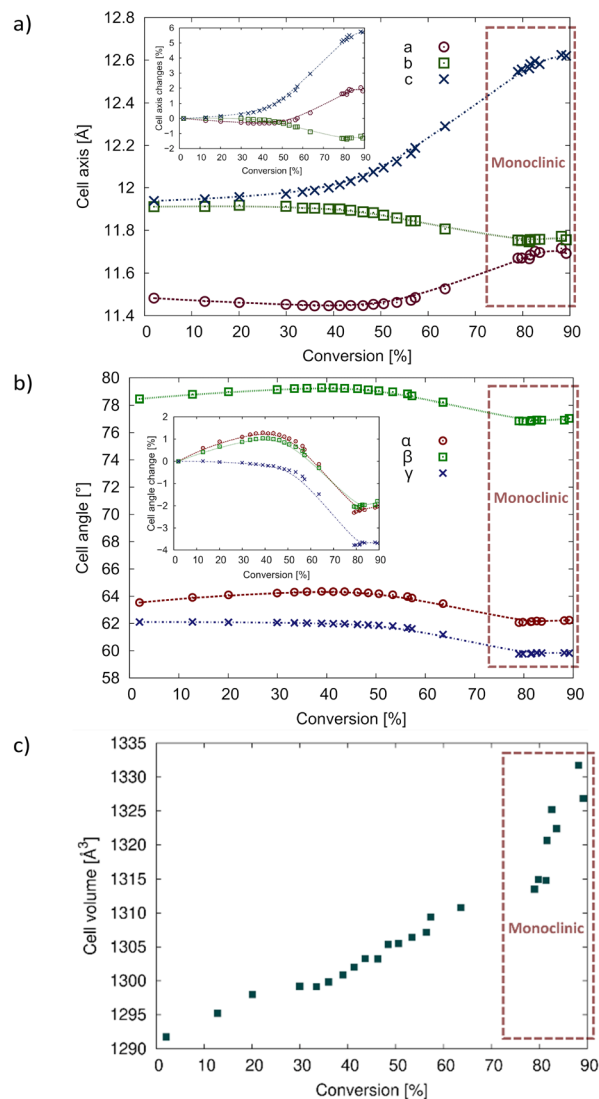 a)
12.8
12.6
12.4
12.2
12
11.8
11.6
11.4
Cell axis [Å]
0 10 20 30 40 50 60 70 80 90
Conversion [%]
6
5
4
3
2
1
0
−1
−2
Cell axis changes [%]
0 10 20 30 40 50 60 70 80 90
Conversion [%]
a
b
c
Monoclinic
b)
80
78
76
74
72
70
68
66
64
62
60
58
Cell angle [°]
0 10 20 30 40 50 60 70 80 90
Conversion [%]
2
1
0
−1
−2
−3
−4
Cell angle change [%]
0 10 20 30 40 50 60 70 80 90
Conversion [%]
α
β
γ
Monoclinic
c)
1335
1330
1325
1320
1315
1310
1305
1300
1295
1290
Cell volume [Å³]
0 10 20 30 40 50 60 70 80 90
Conversion [%]
Monoclinic